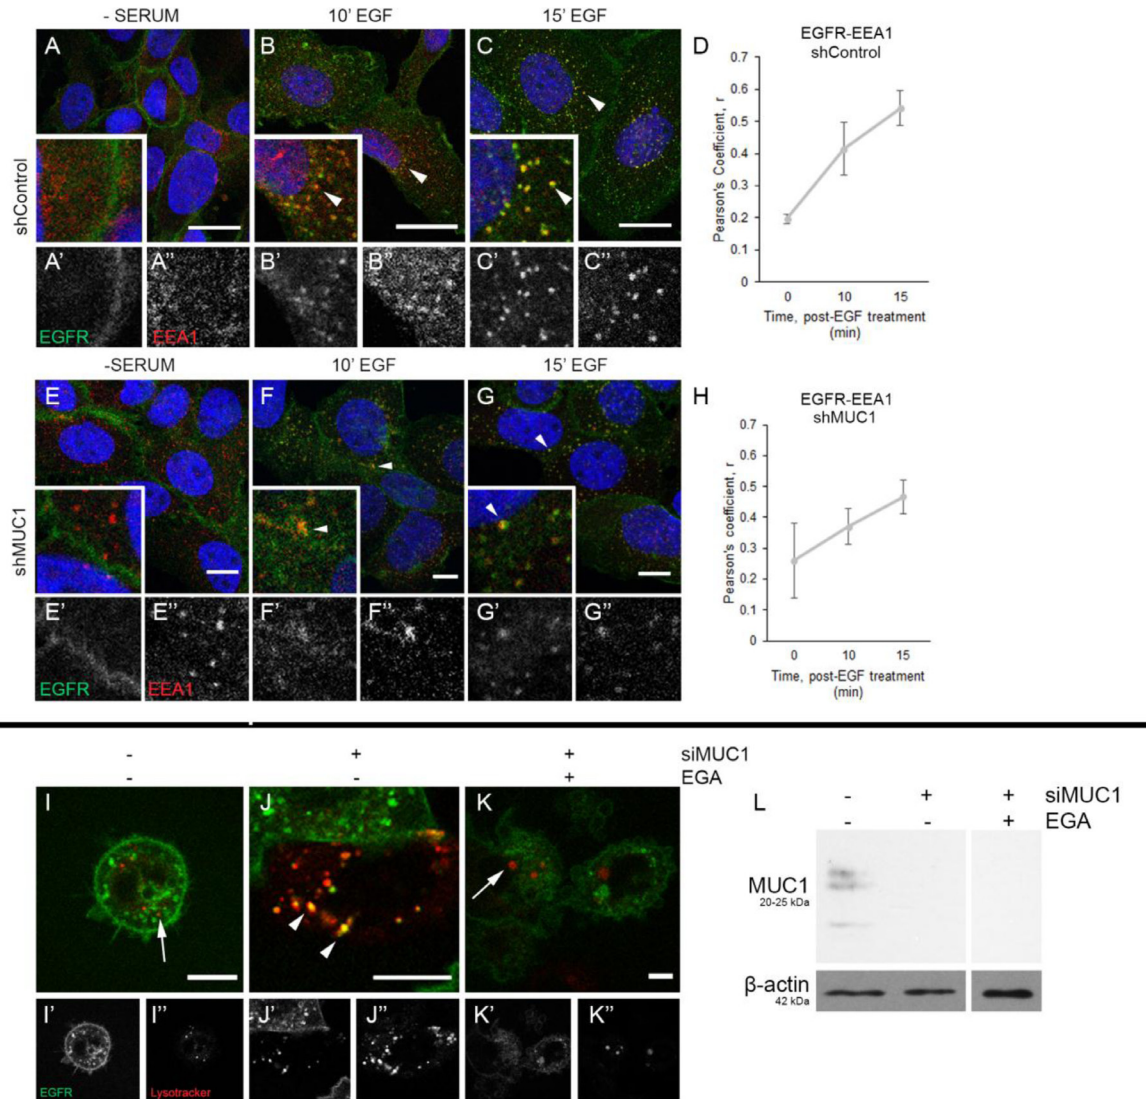 - SERUM 10' EGF 15' EGF
shControl
A B C
A' A'' B' B'' C' C''
EGFR EEA1
D
EGFR-EEA1
shControl
Pearson's Coefficient, r
0.7
0.6
0.5
0.4
0.3
0.2
0.1
0
0 10 15
Time, post-EGF treatment
(min)
-SERUM 10' EGF 15' EGF
shMUC1
E F G
E' E'' F' F'' G' G''
EGFR EEA1
H
EGFR-EEA1
shMUC1
Pearson's coefficient, r
0.7
0.6
0.5
0.4
0.3
0.2
0.1
0
0 10 15
Time, post-EGF treatment
(min)
- + + siMUC1
- - + EGA
I J K
I' I'' J' J'' K' K''
EGFR Lysotracker
L
- + + siMUC1
- - + EGA
MUC1
20-25 kDa
β-actin
42 kDa